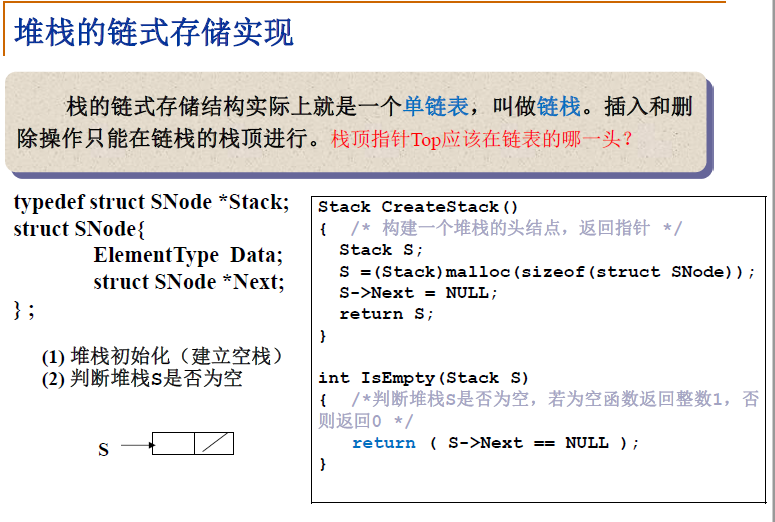 堆栈的链式存储实现
栈的链式存储结构实际上就是一个单链表，叫做链栈。插入和删
除操作只能在链栈的栈顶进行。栈顶指针Top应该在链表的哪一头？
typedef struct SNode *Stack;
struct SNode{
ElementType Data;
struct SNode *Next;
} ;
(1) 堆栈初始化（建立空栈）
(2) 判断堆栈S是否为空
S
Stack CreateStack()
{ /* 构建一个堆栈的头结点，返回指针 */
Stack S;
S =(Stack)malloc(sizeof(struct SNode));
S->Next = NULL;
return S;
}
int IsEmpty(Stack S)
{ /*判断堆栈S是否为空，若为空函数返回整数1，否
则返回0 */
return ( S->Next == NULL );
}